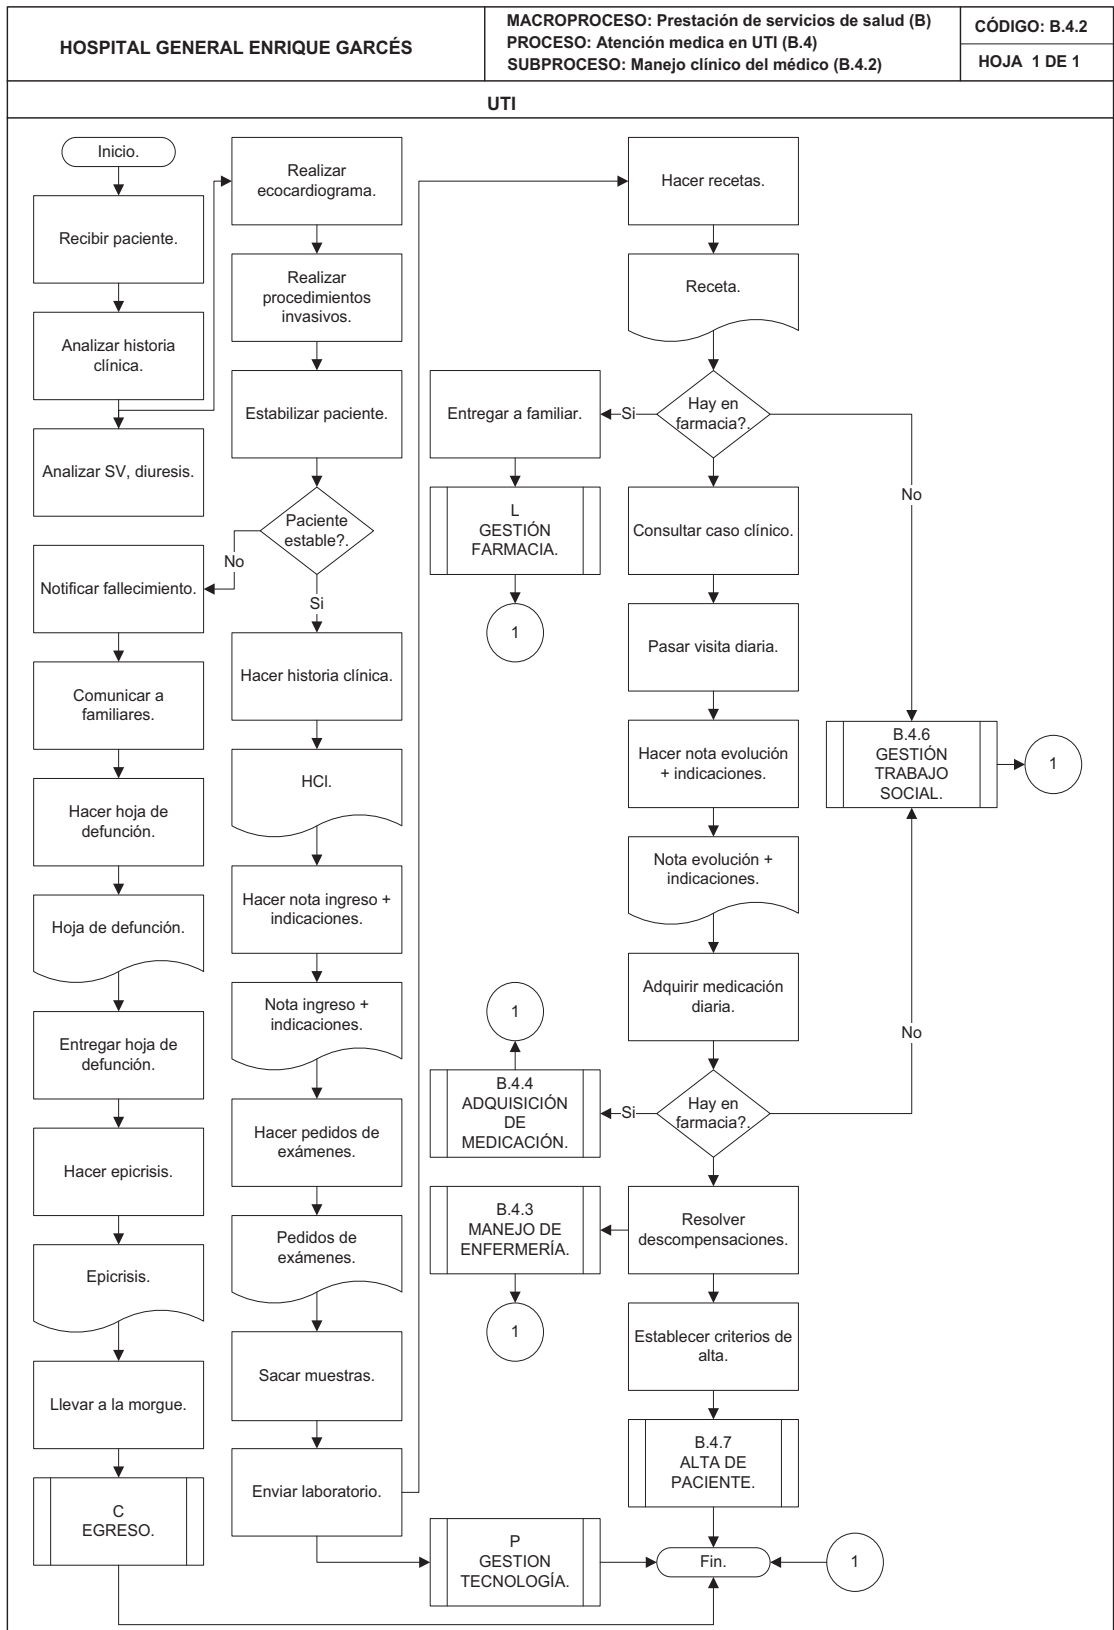 HOSPITAL GENERAL ENRIQUE GARCÉS
MACROPROCESO: Prestación de servicios de salud (B)
PROCESO: Atención medica en UTI (B.4)
SUBPROCESO: Manejo clínico del médico (B.4.2)
CÓDIGO: B.4.2
HOJA 1 DE 1
UTI
Inicio.
Recibir paciente.
Analizar historia
clínica.
Analizar SV, diuresis.
Notificar fallecimiento.
Comunicar a
familiares.
Hacer hoja de
defunción.
Hoja de defunción.
Entregar hoja de
defunción.
Hacer epicrisis.
Epicrisis.
Llevar a la morgue.
C
EGRESO.
Realizar
ecocardiograma.
Realizar
procedimientos
invasivos.
Estabilizar paciente.
Paciente
estable?.
No
Si
Hacer historia clínica.
HCl.
Hacer nota ingreso +
indicaciones.
Nota ingreso +
indicaciones.
Hacer pedidos de
exámenes.
Pedidos de
exámenes.
Sacar muestras.
Enviar laboratorio.
Hacer recetas.
Receta.
Hay en
farmacia?.
Si
No
Entregar a familiar.
L
GESTIÓN
FARMACIA.
1
Consultar caso clínico.
Pasar visita diaria.
Hacer nota evolución
+ indicaciones.
Nota evolución +
indicaciones.
Adquirir medicación
diaria.
B.4.6
GESTIÓN
TRABAJO
SOCIAL.
1
No
Hay en
farmacia?.
Si
B.4.4
ADQUISICIÓN
DE
MEDICACIÓN.
1
Resolver
descompensaciones.
B.4.3
MANEJO DE
ENFERMERÍA.
1
Establecer criterios de
alta.
B.4.7
ALTA DE
PACIENTE.
P
GESTION
TECNOLOGÍA.
Fin.
1